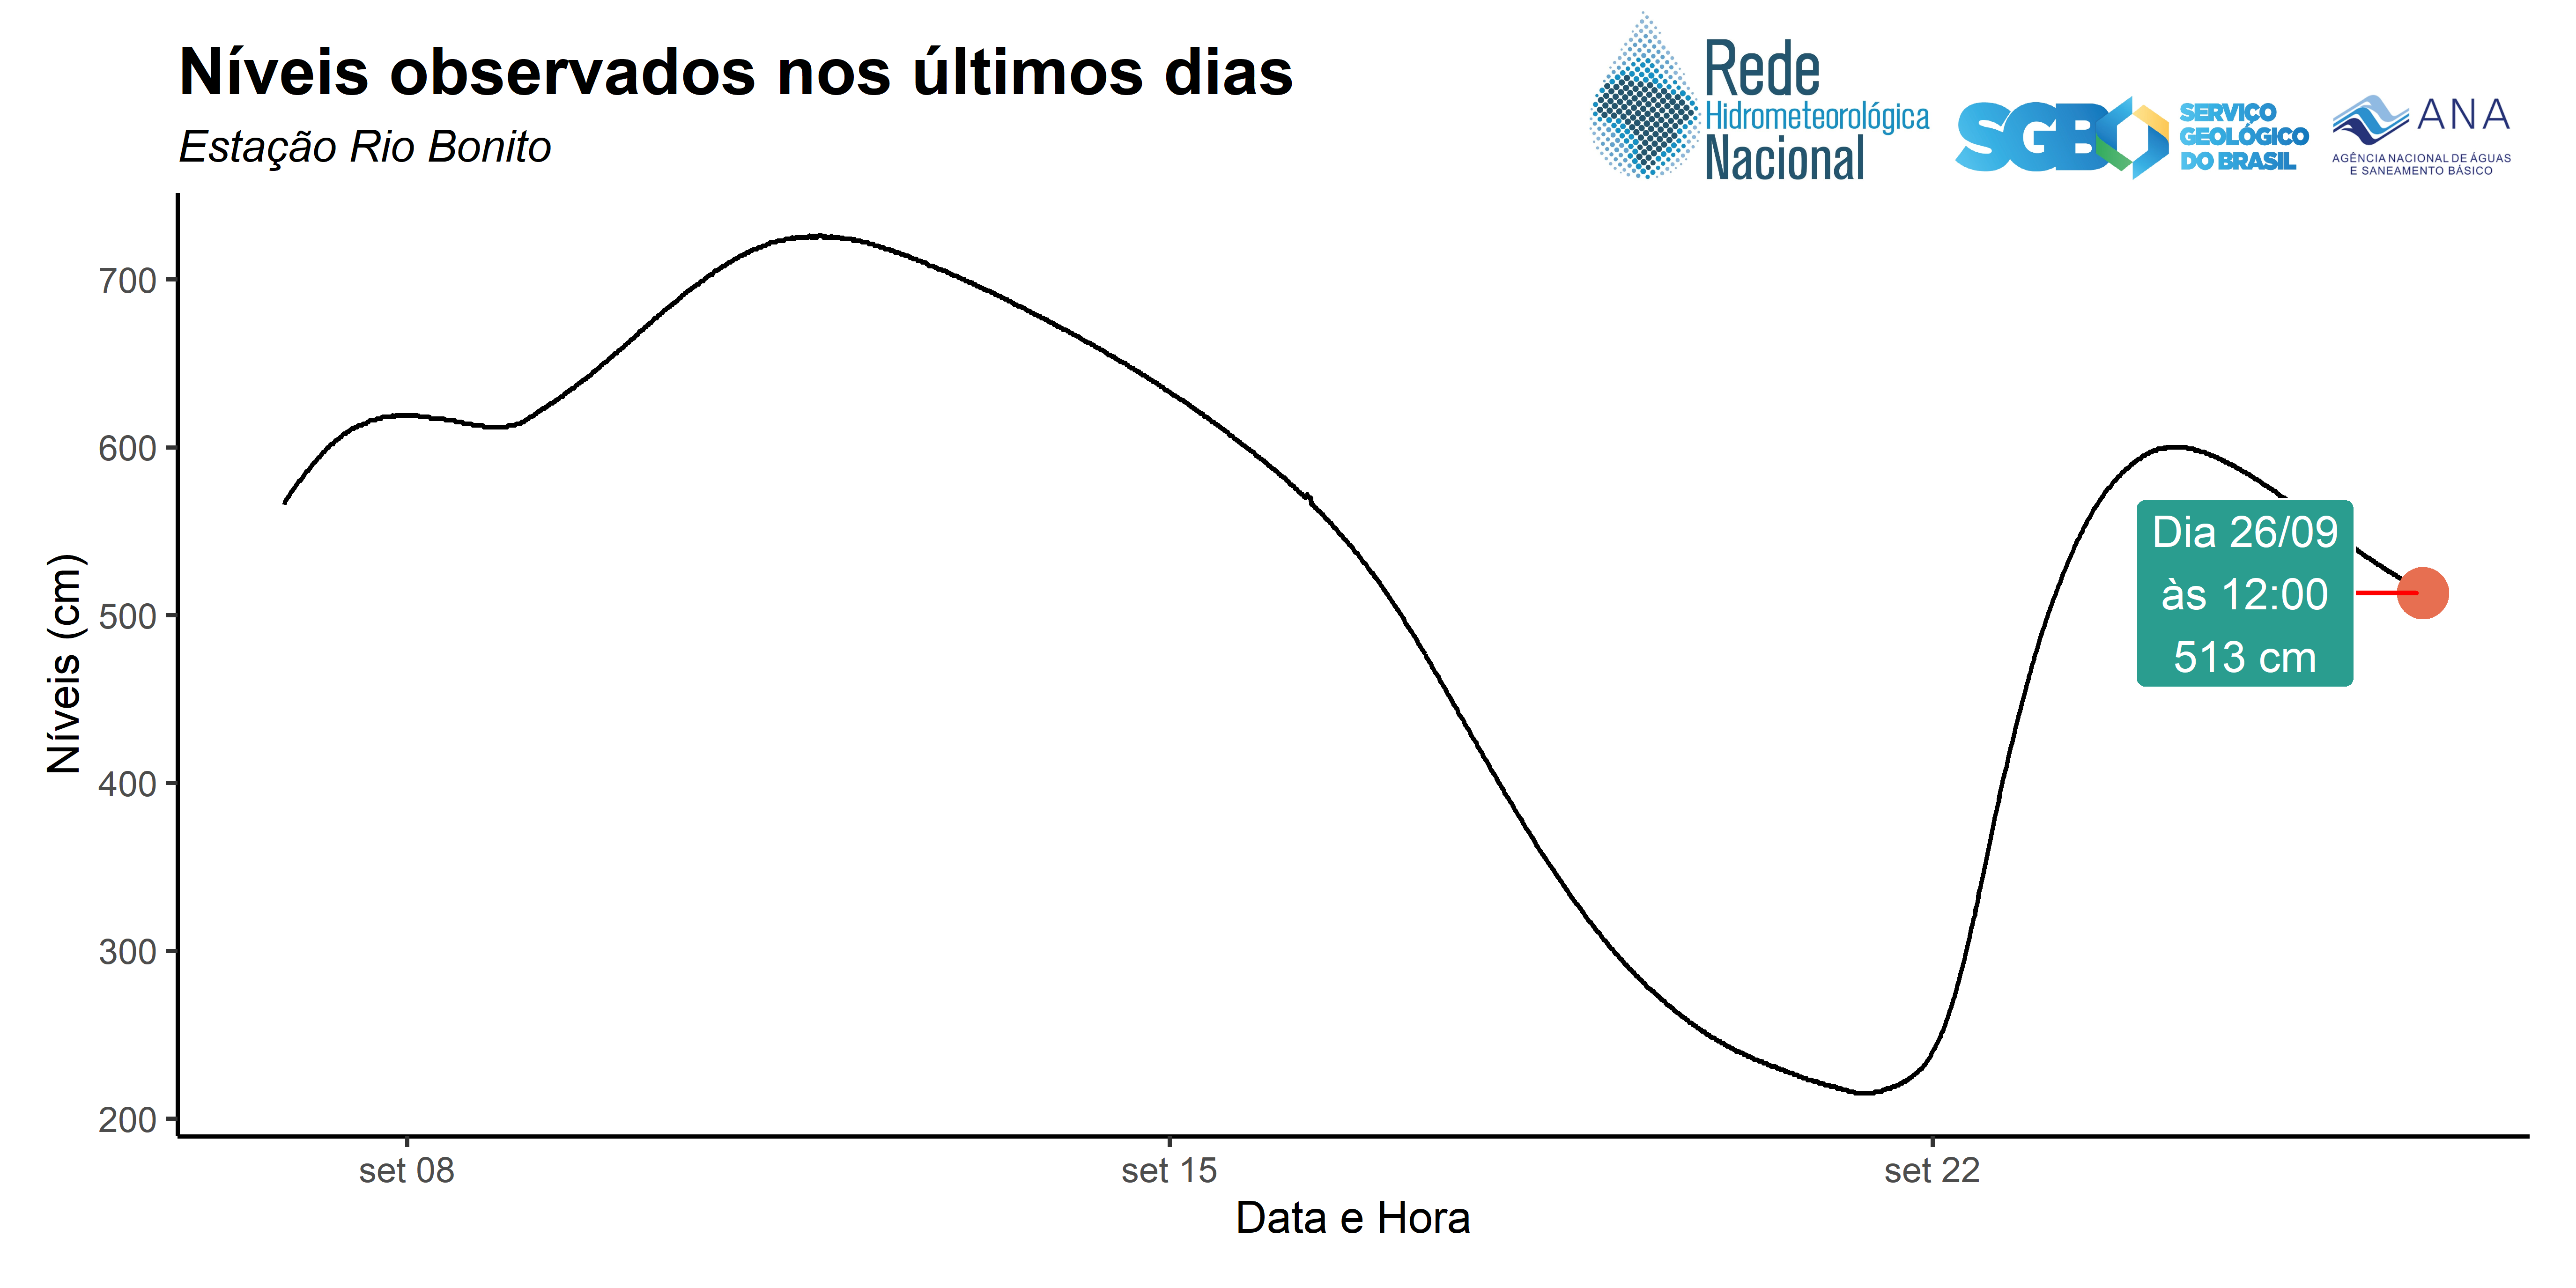 Níveis observados nos últimos dias
Estação Rio Bonito
Rede
Hidrometeorológica
Nacional
SGB
SERVIÇO
GEOLÓGICO
DO BRASIL
ANA
AGÊNCIA NACIONAL DE ÁGUAS
E SANEAMENTO BÁSICO
Níveis (cm)
700
600
500
400
300
200
Dia 26/09
às 12:00
513 cm
set 08
set 15
set 22
Data e Hora